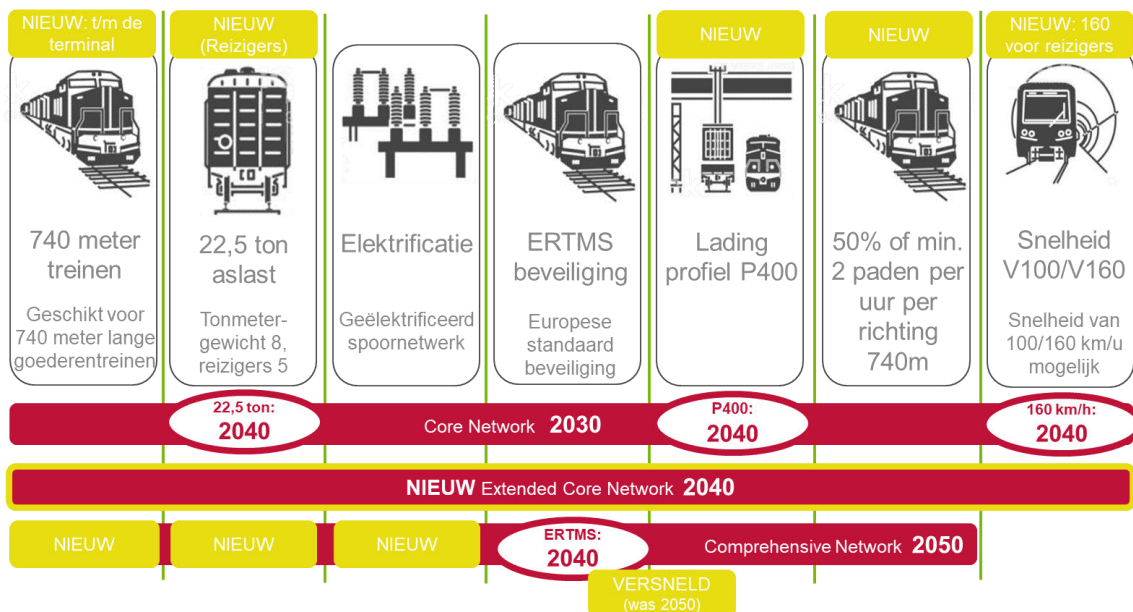 NIEUW: t/m de
terminal
NIEUW
(Reizigers)
NIEUW
NIEUW
NIEUW: 160
voor reizigers
740 meter
treinen
Geschikt voor
740 meter lange
goederentreinen
22,5 ton
aslast
Tonmeter-
gewicht 8,
reizigers 5
Elektrificatie
Geëlektrificeerd
spoornetwerk
ERTMS
beveiliging
Europese
standaard
beveiliging
Lading
profiel P400
50% of min.
2 paden per
uur per
richting
740m
Snelheid
V100/V160
Snelheid van
100/160 km/u
mogelijk
22,5 ton:
2040
Core Network 2030
P400:
2040
160 km/h:
2040
NIEUW Extended Core Network 2040
NIEUW
NIEUW
NIEUW
ERTMS:
2040
Comprehensive Network 2050
VERSNELD
(was 2050)